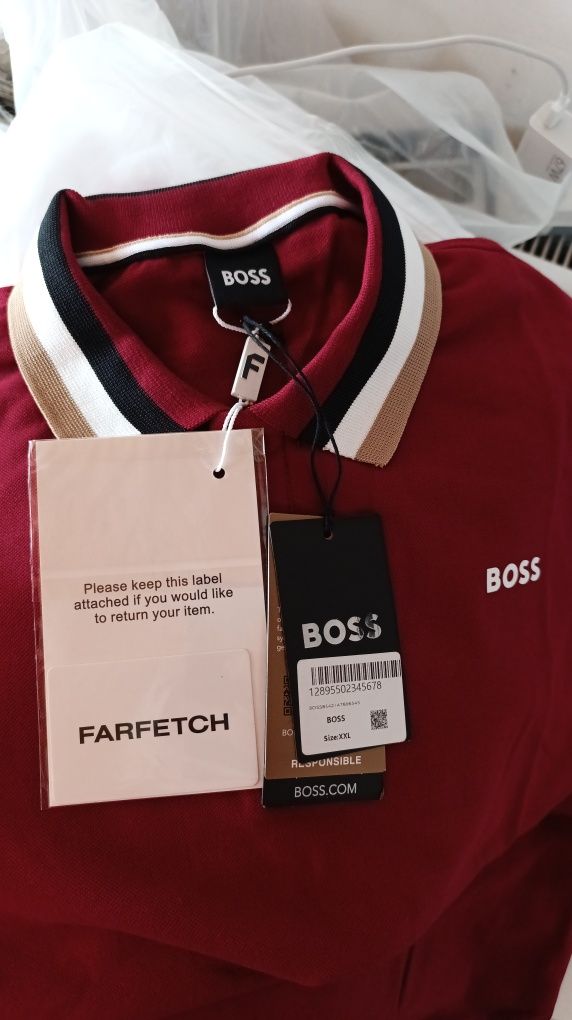 BOSS
F
Please keep this label
attached if you would like
to return your item.
FARFETCH
BOSS
12895502345678
BOSS
Size:XXL
RESPONSIBLE
BOSS.COM
BOSS